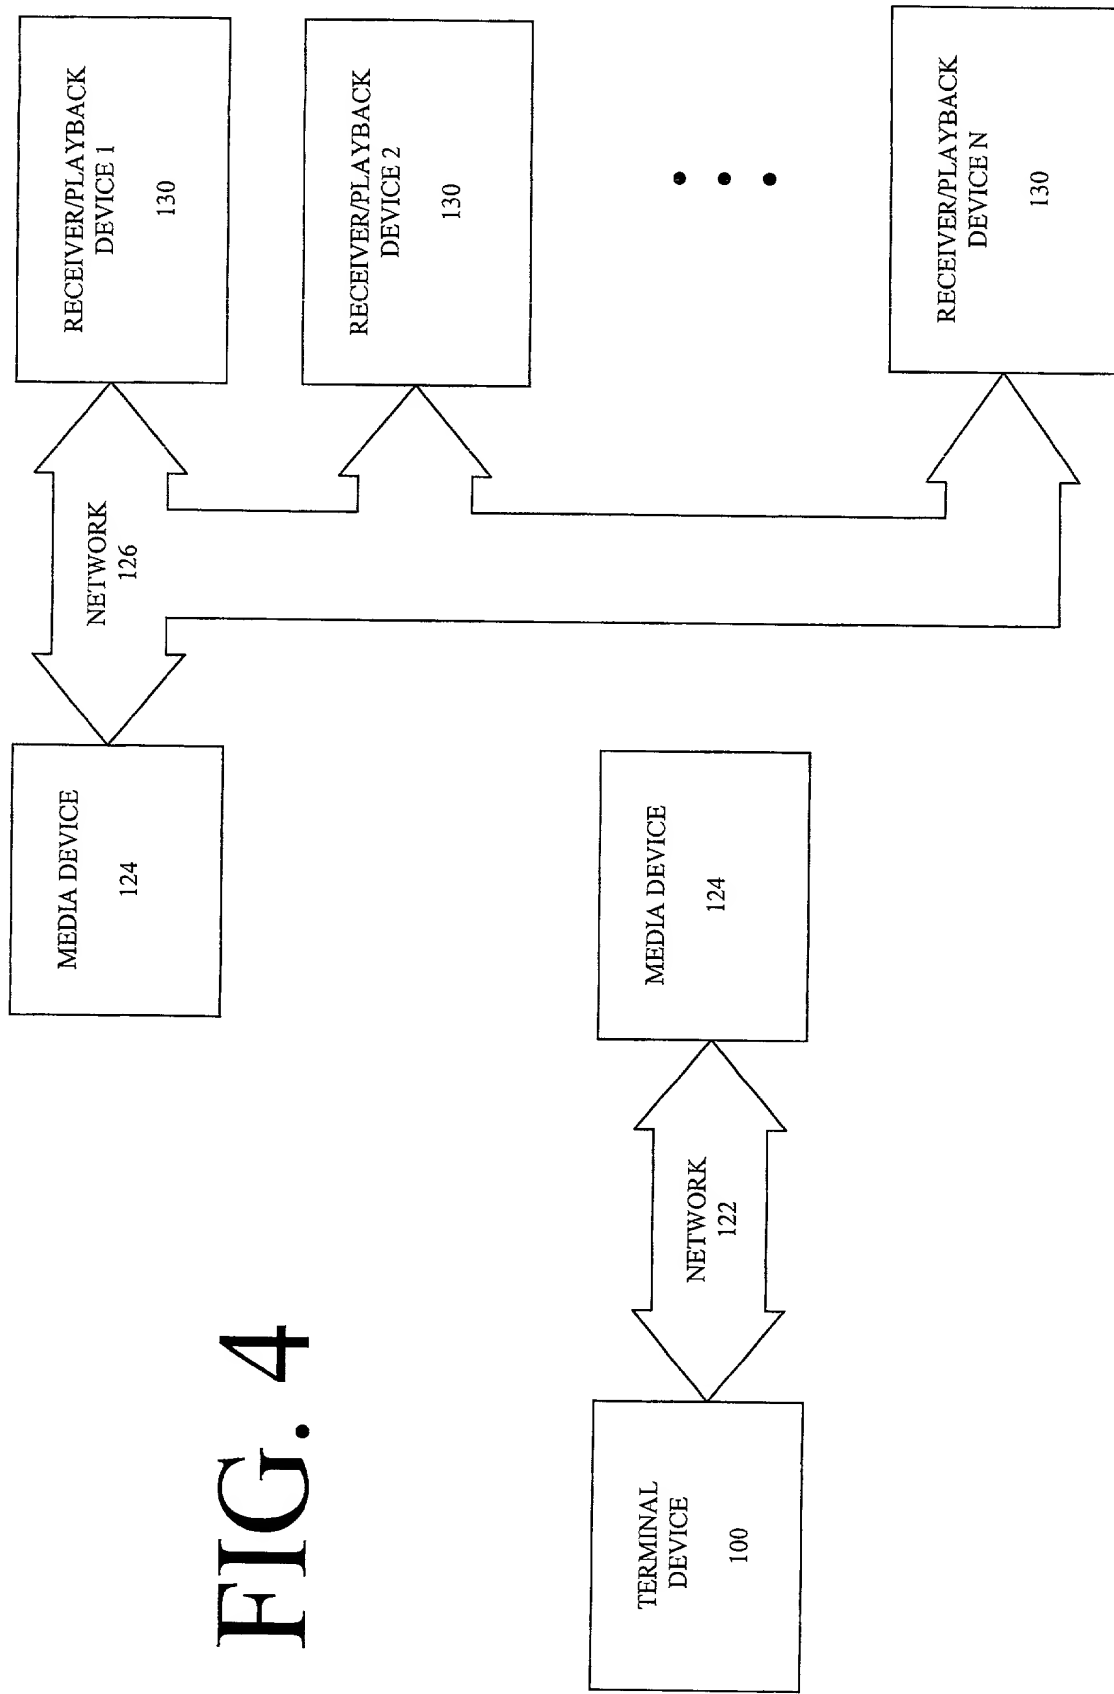 FIG. 4
TERMINAL
DEVICE
100
NETWORK
122
MEDIA DEVICE
124
MEDIA DEVICE
124
NETWORK
126
RECEIVER/PLAYBACK
DEVICE 1
130
RECEIVER/PLAYBACK
DEVICE 2
130
RECEIVER/PLAYBACK
DEVICE N
130